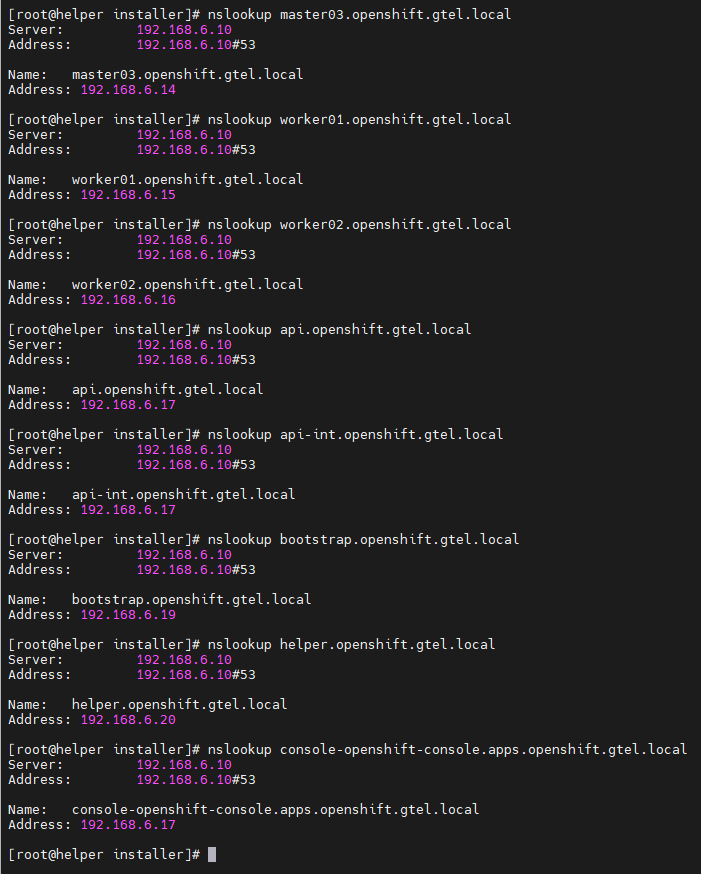 [root@helper installer]# nslookup master03.openshift.gtel.local
Server:         192.168.6.10
Address:        192.168.6.10#53

Name:   master03.openshift.gtel.local
Address: 192.168.6.14

[root@helper installer]# nslookup worker01.openshift.gtel.local
Server:         192.168.6.10
Address:        192.168.6.10#53

Name:   worker01.openshift.gtel.local
Address: 192.168.6.15

[root@helper installer]# nslookup worker02.openshift.gtel.local
Server:         192.168.6.10
Address:        192.168.6.10#53

Name:   worker02.openshift.gtel.local
Address: 192.168.6.16

[root@helper installer]# nslookup api.openshift.gtel.local
Server:         192.168.6.10
Address:        192.168.6.10#53

Name:   api.openshift.gtel.local
Address: 192.168.6.17

[root@helper installer]# nslookup api-int.openshift.gtel.local
Server:         192.168.6.10
Address:        192.168.6.10#53

Name:   api-int.openshift.gtel.local
Address: 192.168.6.17

[root@helper installer]# nslookup bootstrap.openshift.gtel.local
Server:         192.168.6.10
Address:        192.168.6.10#53

Name:   bootstrap.openshift.gtel.local
Address: 192.168.6.19

[root@helper installer]# nslookup helper.openshift.gtel.local
Server:         192.168.6.10
Address:        192.168.6.10#53

Name:   helper.openshift.gtel.local
Address: 192.168.6.20

[root@helper installer]# nslookup console-openshift-console.apps.openshift.gtel.local
Server:         192.168.6.10
Address:        192.168.6.10#53

Name:   console-openshift-console.apps.openshift.gtel.local
Address: 192.168.6.17

[root@helper installer]#